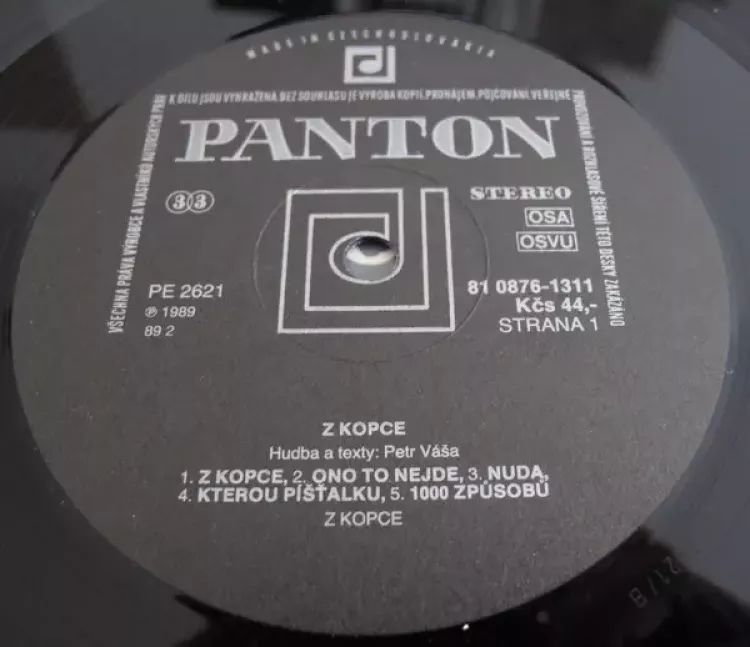 MADE IN CZECHOSLOVAKIA
VŠECHNA PRÁVA VÝROBCE A VLASTNÍKŮ AUTORSKÝCH PRÁV
K DÍLU JSOU VYHRAŽENA. BEZ SOUHLASU JE VÝROBA KOPIÍ, PRONÁJEM, PŮJČOVÁNÍ, VEŘEJNÉ
PROVOZOVÁNÍ A ROZHLASOVÉ ŠÍŘENÍ TÉTO DESKY ZAKÁZÁNO
PANTON
33
STEREO
OSA
OSVU
PE 2621
℗ 1989
89 2
81 0876-1311
Kčs 44,-
STRANA 1
Z KOPCE
Hudba a texty: Petr Váša
1. Z KOPCE, 2. ONO TO NEJDE, 3. NUDA,
4. KTEROU PÍŠŤALKU, 5. 1000 ZPŮSOBŮ
Z KOPCE